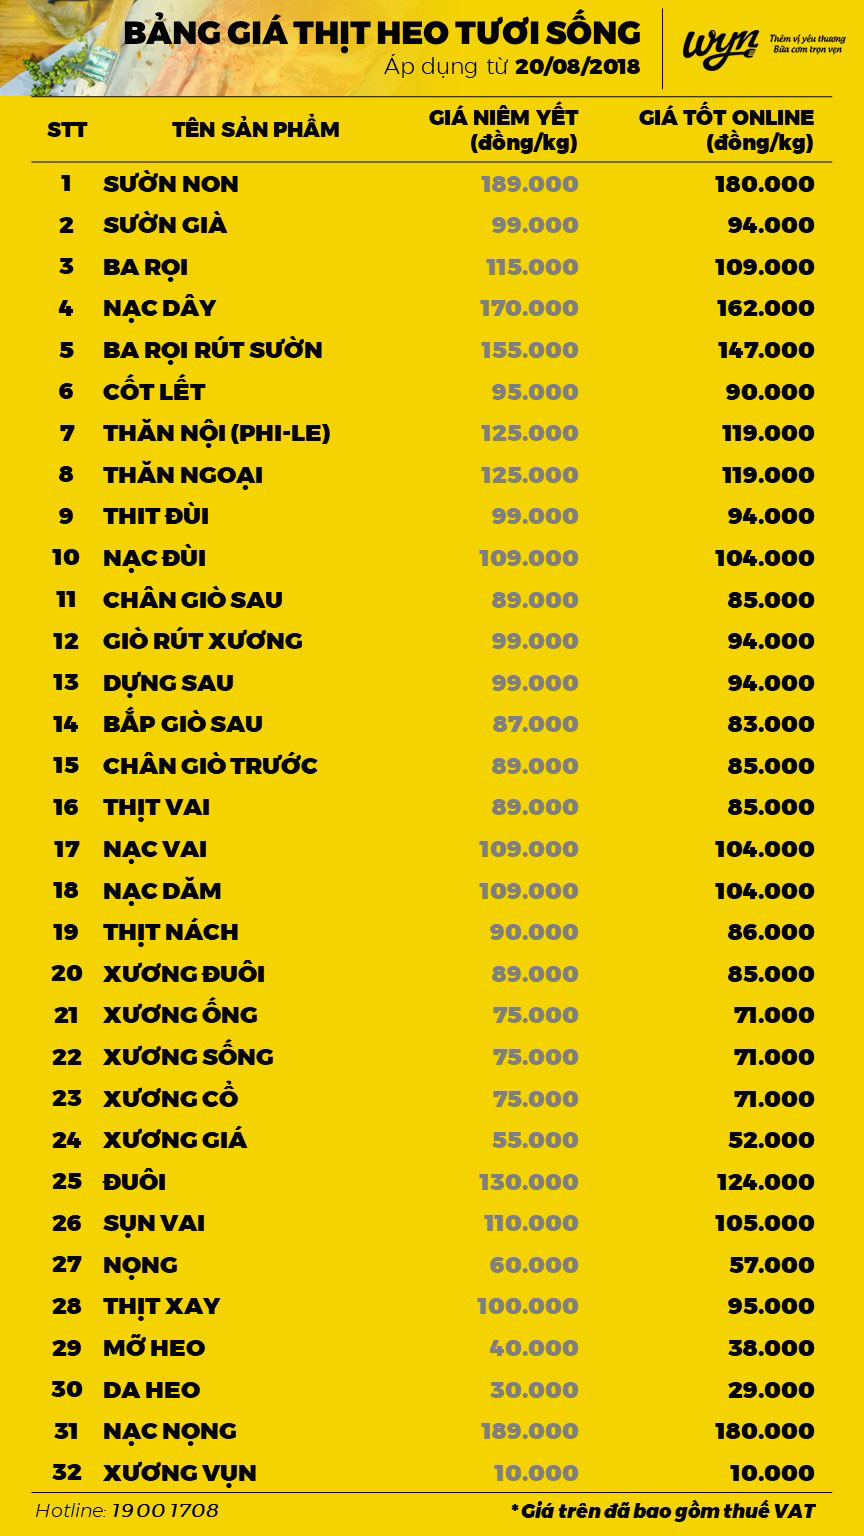 BẢNG GIÁ THỊT HEO TƯƠI SỐNG
Áp dụng từ 20/08/2018
wyn
Thêm vị yêu thương
Bữa cơm trọn vẹn
STT TÊN SẢN PHẨM GIÁ NIÊM YẾT (đồng/kg) GIÁ TỐT ONLINE (đồng/kg)
1 SƯỜN NON 189.000 180.000
2 SƯỜN GIÀ 99.000 94.000
3 BA RỌI 115.000 109.000
4 NẠC DÂY 170.000 162.000
5 BA RỌI RÚT SƯỜN 155.000 147.000
6 CỐT LẾT 95.000 90.000
7 THĂN NỘI (PHI-LE) 125.000 119.000
8 THĂN NGOẠI 125.000 119.000
9 THIT ĐÙI 99.000 94.000
10 NẠC ĐÙI 109.000 104.000
11 CHÂN GIÒ SAU 89.000 85.000
12 GIÒ RÚT XƯƠNG 99.000 94.000
13 DỰNG SAU 99.000 94.000
14 BẮP GIÒ SAU 87.000 83.000
15 CHÂN GIÒ TRƯỚC 89.000 85.000
16 THỊT VAI 89.000 85.000
17 NẠC VAI 109.000 104.000
18 NẠC DĂM 109.000 104.000
19 THỊT NÁCH 90.000 86.000
20 XƯƠNG ĐUÔI 89.000 85.000
21 XƯƠNG ỐNG 75.000 71.000
22 XƯƠNG SỐNG 75.000 71.000
23 XƯƠNG CỔ 75.000 71.000
24 XƯƠNG GIÁ 55.000 52.000
25 ĐUÔI 130.000 124.000
26 SỤN VAI 110.000 105.000
27 NỌNG 60.000 57.000
28 THỊT XAY 100.000 95.000
29 MỠ HEO 40.000 38.000
30 DA HEO 30.000 29.000
31 NẠC NỌNG 189.000 180.000
32 XƯƠNG VỤN 10.000 10.000
Hotline: 1900 1708 *Giá trên đã bao gồm thuế VAT